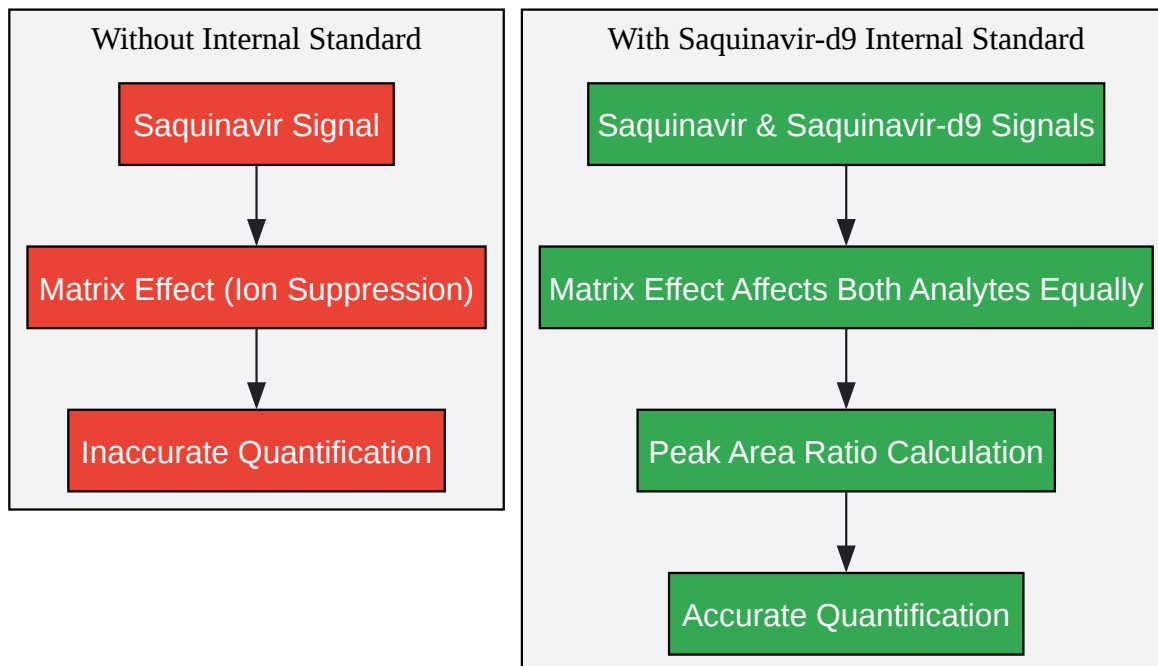 Without Internal Standard
Saquinavir Signal
Matrix Effect (Ion Suppression)
Inaccurate Quantification
With Saquinavir-d9 Internal Standard
Saquinavir & Saquinavir-d9 Signals
Matrix Effect Affects Both Analytes Equally
Peak Area Ratio Calculation
Accurate Quantification